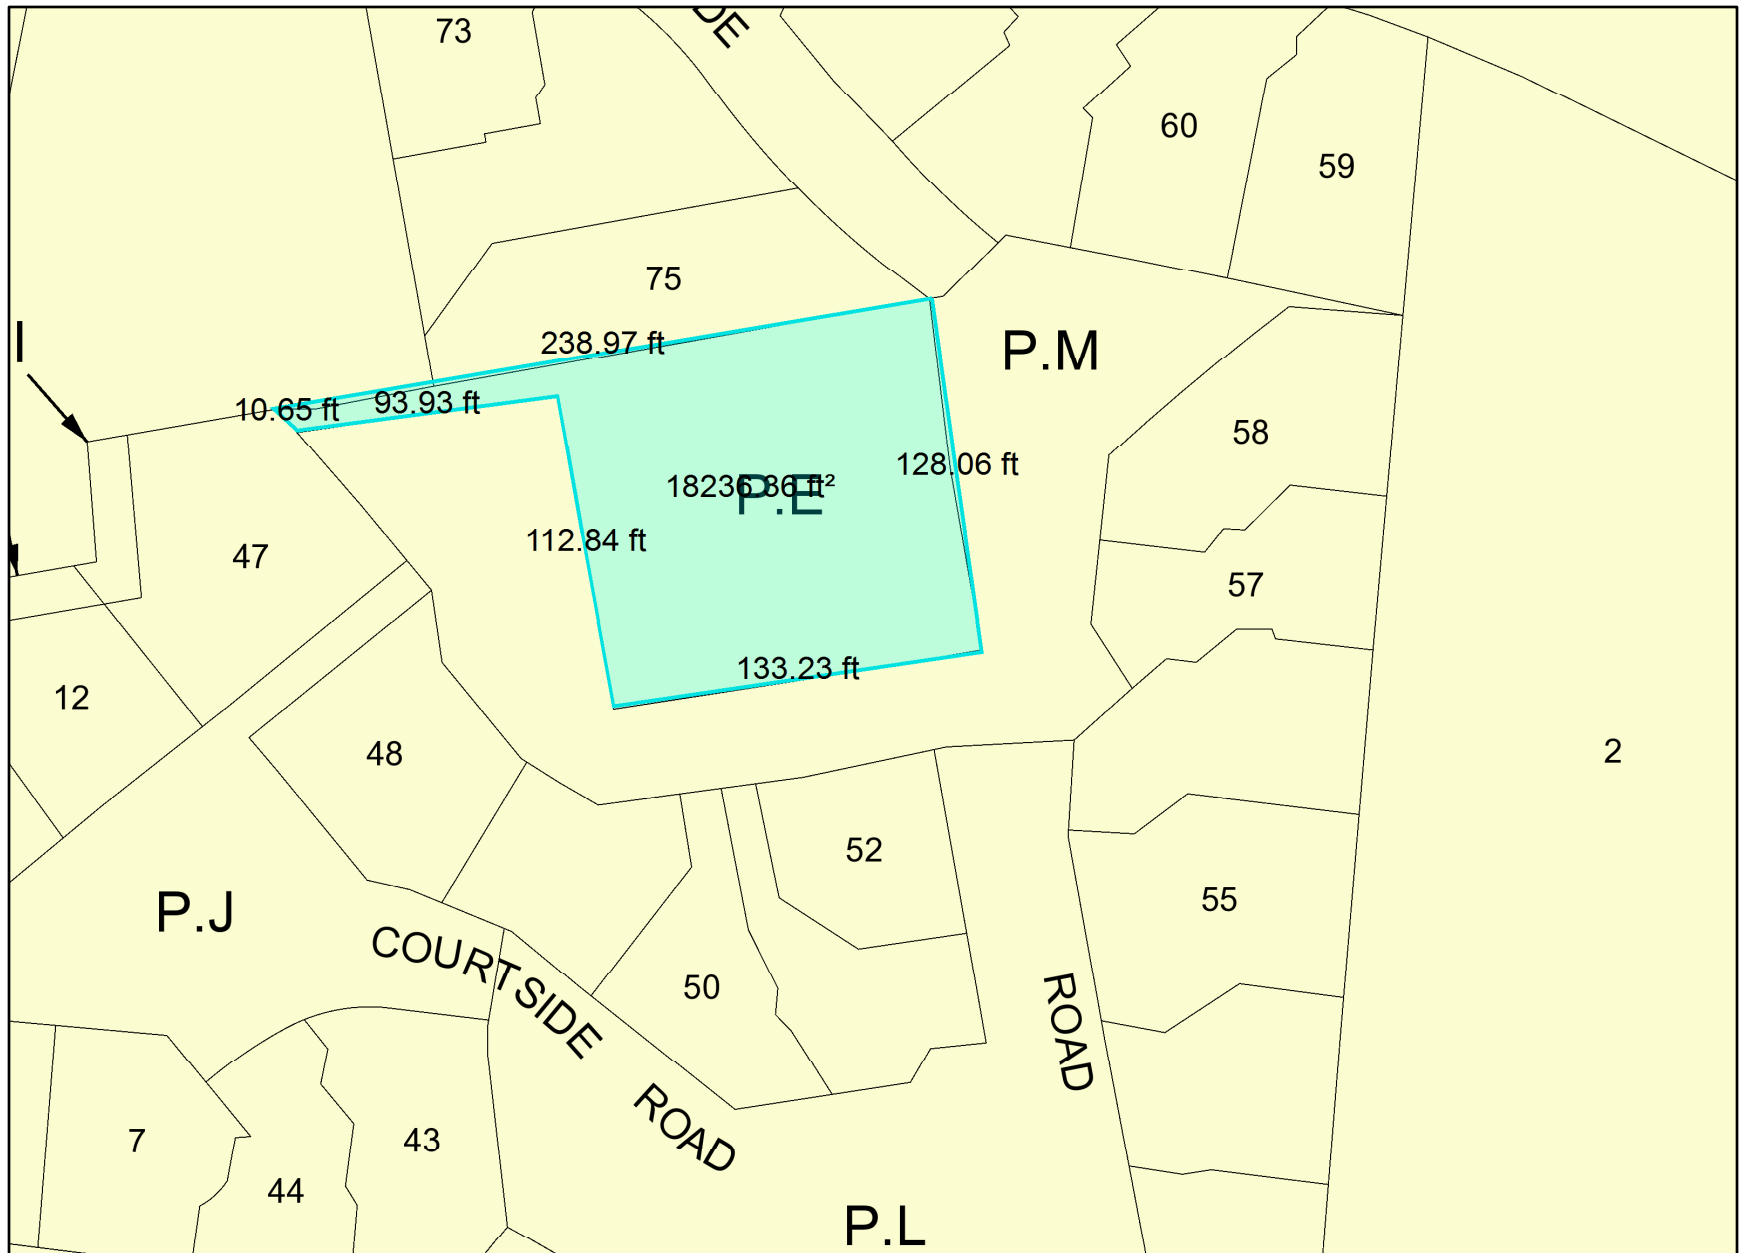 DE
73
60
59
75
I
238.97 ft
P.M
10.65 ft
93.93 ft
58
128.06 ft
18236.36 ft²
P.E
112.84 ft
47
57
133.23 ft
12
48
2
52
55
P.J
COURTSIDE
ROAD
50
ROAD
7
43
44
P.L